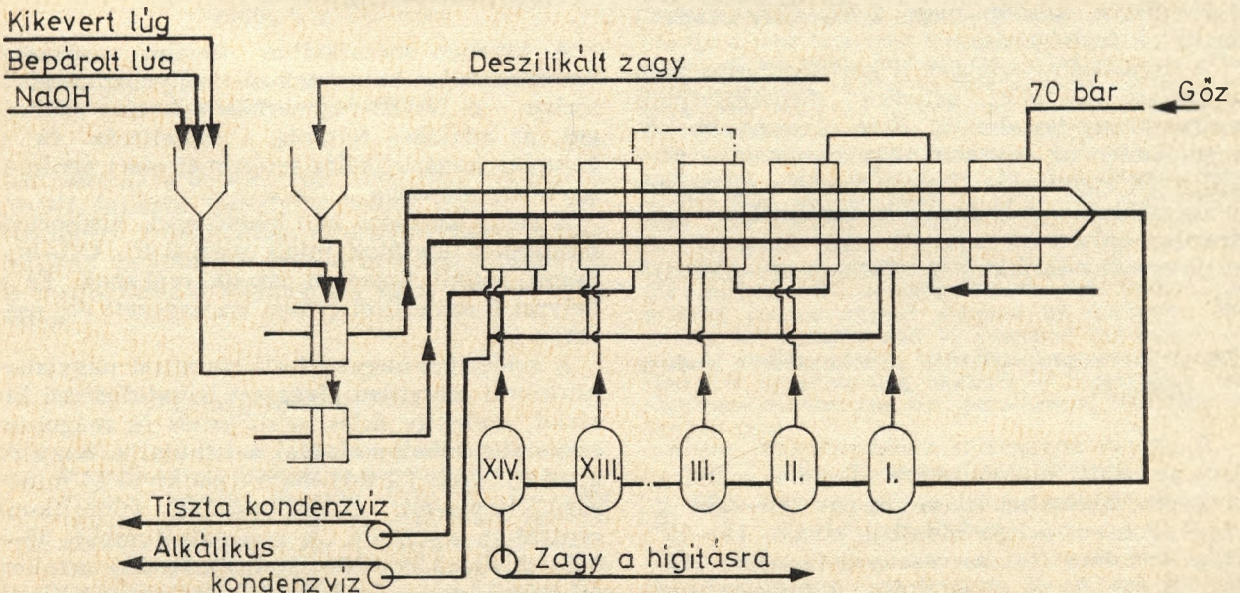 Kikevert lúg
Bepárolt lúg
NaOH
Deszilikált zagy
70 bár
Gőz
XIV.
XIII.
III.
II.
I.
Tiszta kondenzvíz
Alkálikus
kondenzvíz
Zagy a hígításra